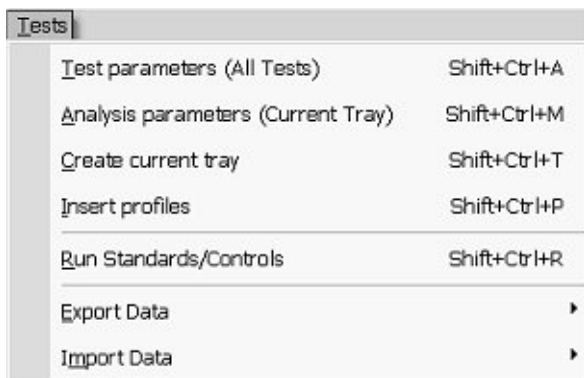 Tests
Test parameters (All Tests) Shift+Ctrl+A
Analysis parameters (Current Tray) Shift+Ctrl+M
Create current tray Shift+Ctrl+T
Insert profiles Shift+Ctrl+P
Run Standards/Controls Shift+Ctrl+R
Export Data
Import Data